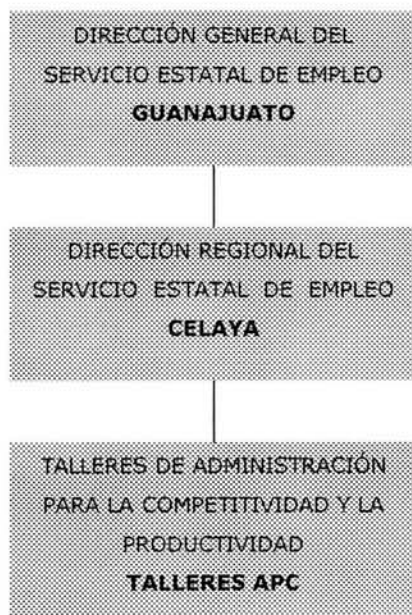 DIRECCIÓN GENERAL DEL
SERVICIO ESTATAL DE EMPLEO
GUANAJUATO
DIRECCIÓN REGIONAL DEL
SERVICIO ESTATAL DE EMPLEO
CELAYA
TALLERES DE ADMINISTRACIÓN
PARA LA COMPETITIVIDAD Y LA
PRODUCTIVIDAD
TALLERES APC